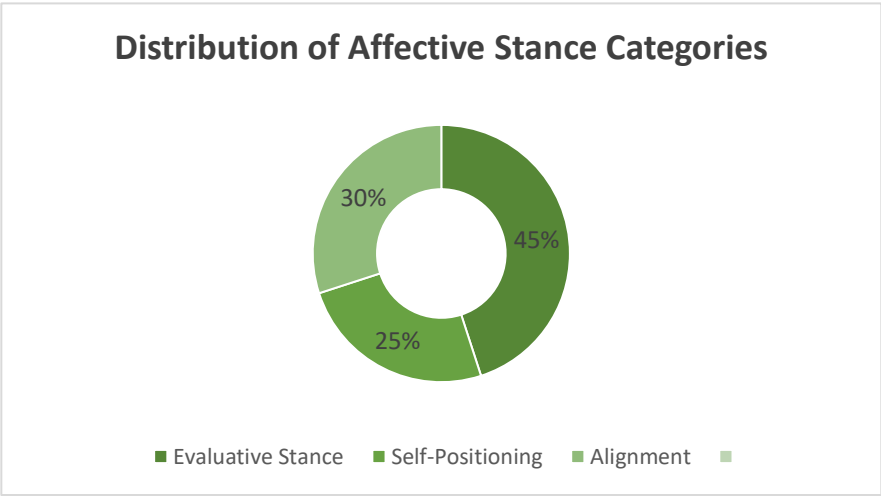 Distribution of Affective Stance Categories
30%
45%
25%
Evaluative Stance Self-Positioning Alignment